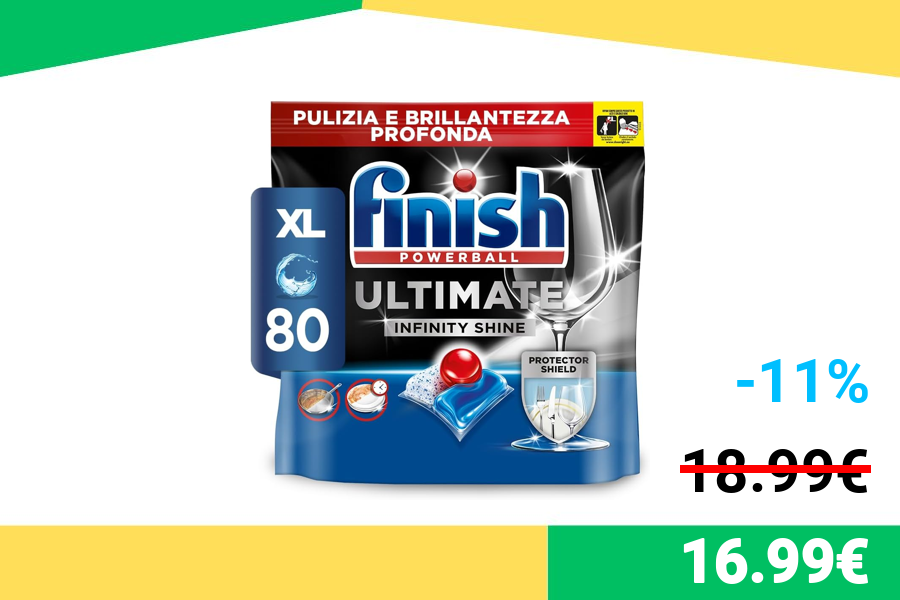 PULIZIA E BRILLANTEZZA
PROFONDA
XL
80
finish
POWERBALL
ULTIMATE
INFINITY SHINE
PROTECTOR
SHIELD
-11%
18.99€
16.99€